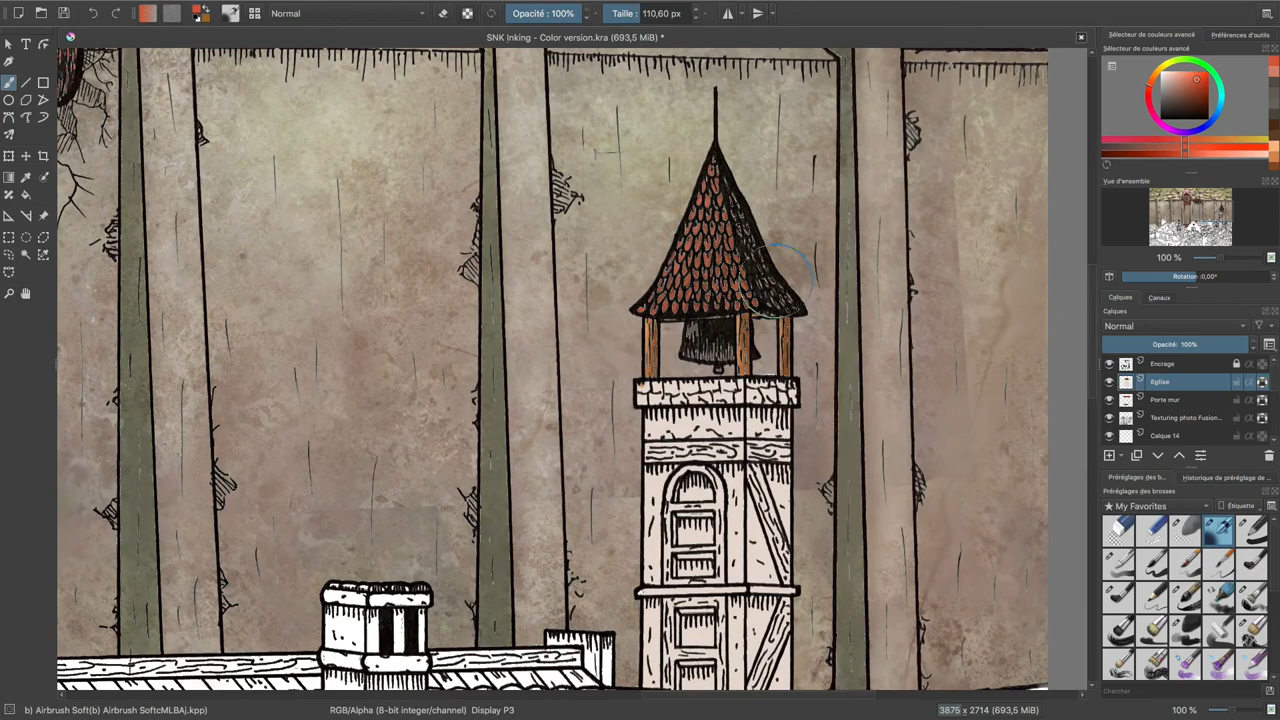 Normal
Opacité : 100%
Taille : 110,60 px
SNK Inking - Color version.kra (693,5 MiB) *
Sélecteur de couleurs avancé
Préférences d'outils
Sélecteur de couleurs avancé
Vue d'ensemble
100 %
Rotation :0,00°
Calques
Canaux
Calques
Normal
Opacité: 100%
Encrage
Eglise
Porte mur
Texturing photo Fusion...
Calque 14
Préréglages des b...
Historique de préréglage de ...
Préréglages des brosses
★ My Favorites
Étiquette
Chercher
b) Airbrush Soft(b) Airbrush SoftcMLBAj.kpp)
RGB/Alpha (8-bit integer/channel) Display P3
3875 x 2714 (693,5 MiB)
100 %